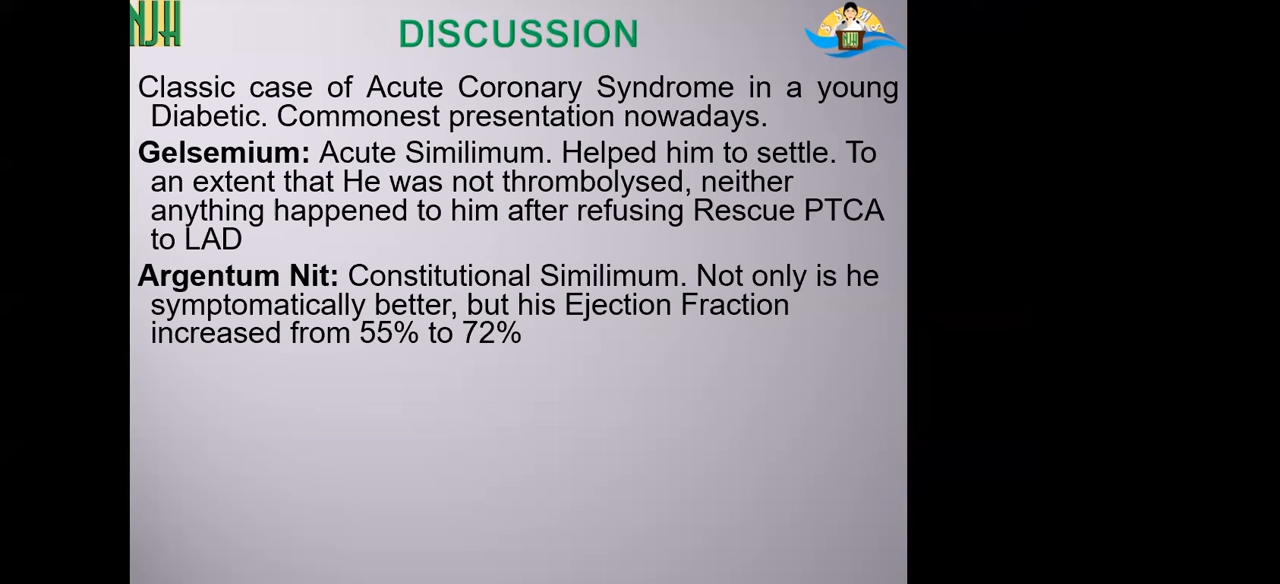 NJH
DISCUSSION
S S M S
NJH
Classic case of Acute Coronary Syndrome in a young
Diabetic. Commonest presentation nowadays.
Gelsemium: Acute Similimum. Helped him to settle. To
an extent that He was not thrombolysed, neither
anything happened to him after refusing Rescue PTCA
to LAD
Argentum Nit: Constitutional Similimum. Not only is he
symptomatically better, but his Ejection Fraction
increased from 55% to 72%